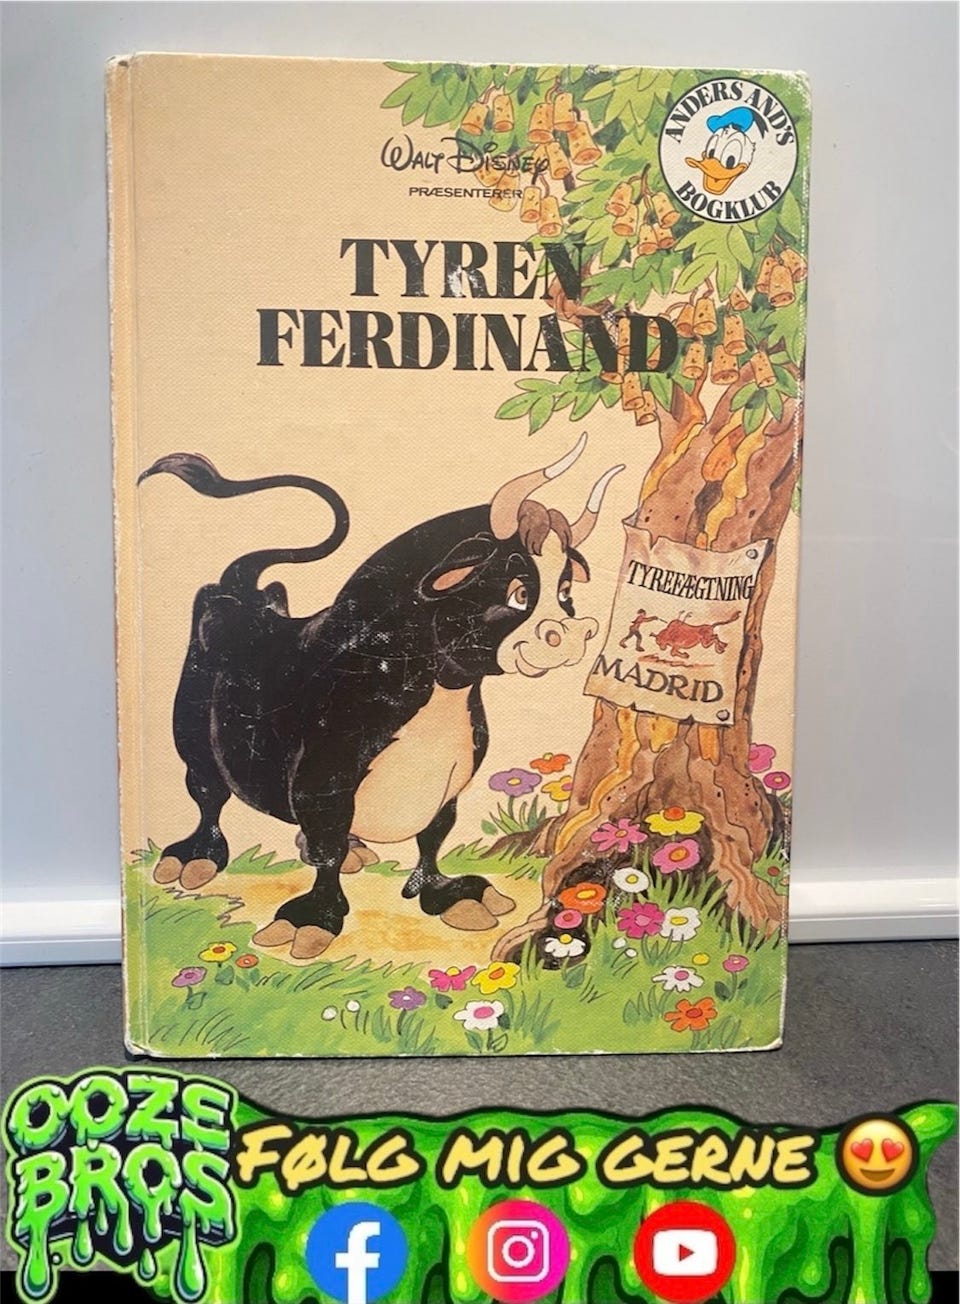 ANDERS AND'S
BOGKLUB
WALT DISNEY
PRÆSENTERER
TYREN
FERDINAND
TYREFÆGTNING
MADRID
OOZE
BROS
FØLG MIG GERNE